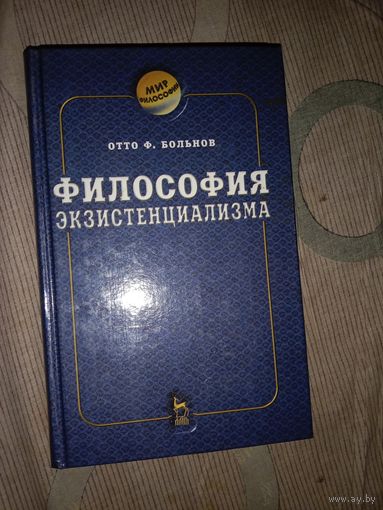 МИР
ФИЛОСОФИИ
ОТТО Ф. БОЛЬНОВ
ФИЛОСОФИЯ
ЭКЗИСТЕНЦИАЛИЗМА
www.ay.by